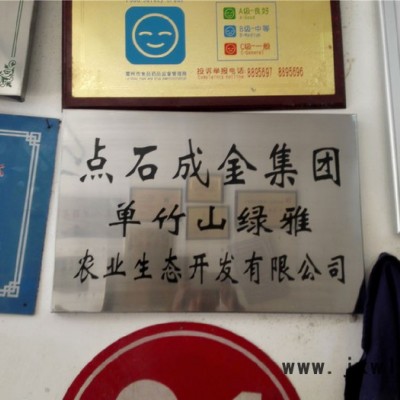 A级-良好
B级-中等
C级-一般
投诉举报电话: 8695697 8695696
点石成金集团
单竹山绿雅
农业生态开发有限公司